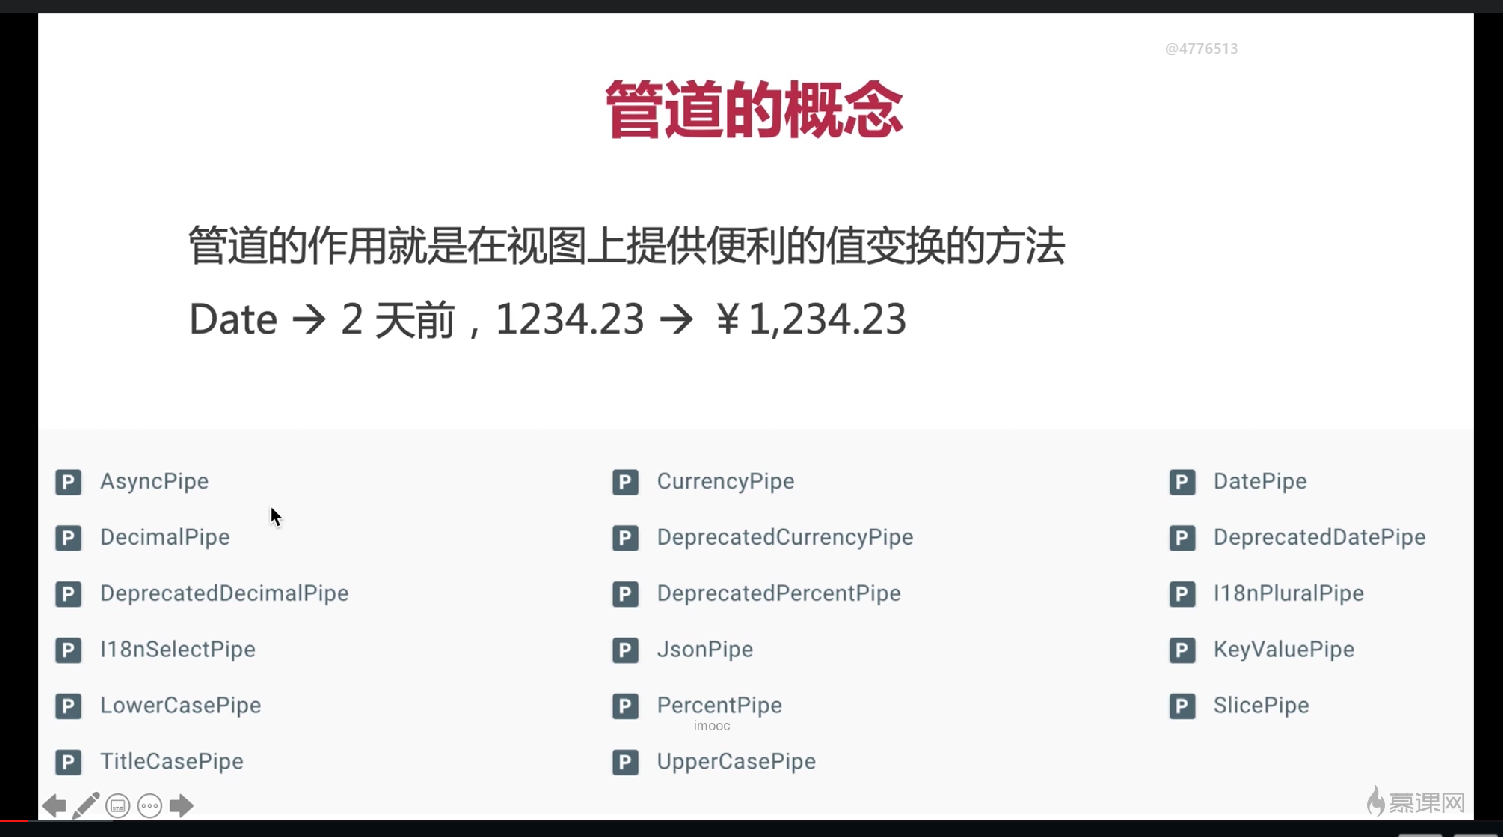 @4776513
管道的概念
管道的作用就是在视图上提供便利的值变换的方法
Date → 2 天前，1234.23 → ￥1,234.23
P AsyncPipe P CurrencyPipe P DatePipe
P DecimalPipe P DeprecatedCurrencyPipe P DeprecatedDatePipe
P DeprecatedDecimalPipe P DeprecatedPercentPipe P I18nPluralPipe
P I18nSelectPipe P JsonPipe P KeyValuePipe
P LowerCasePipe P PercentPipe P SlicePipe
imooc
P TitleCasePipe P UpperCasePipe
慕课网